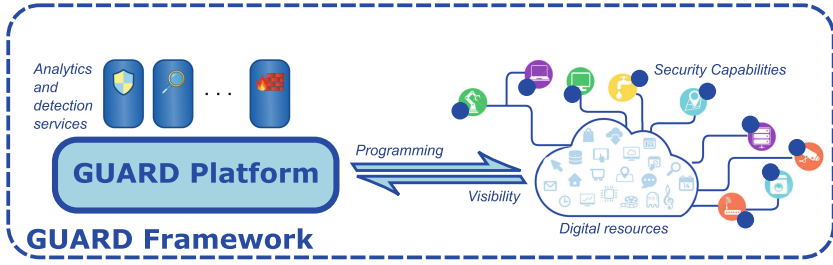 Analytics
and
detection
services
. . .
Security Capabilities
GUARD Platform
Programming
Visibility
Digital resources
GUARD Framework